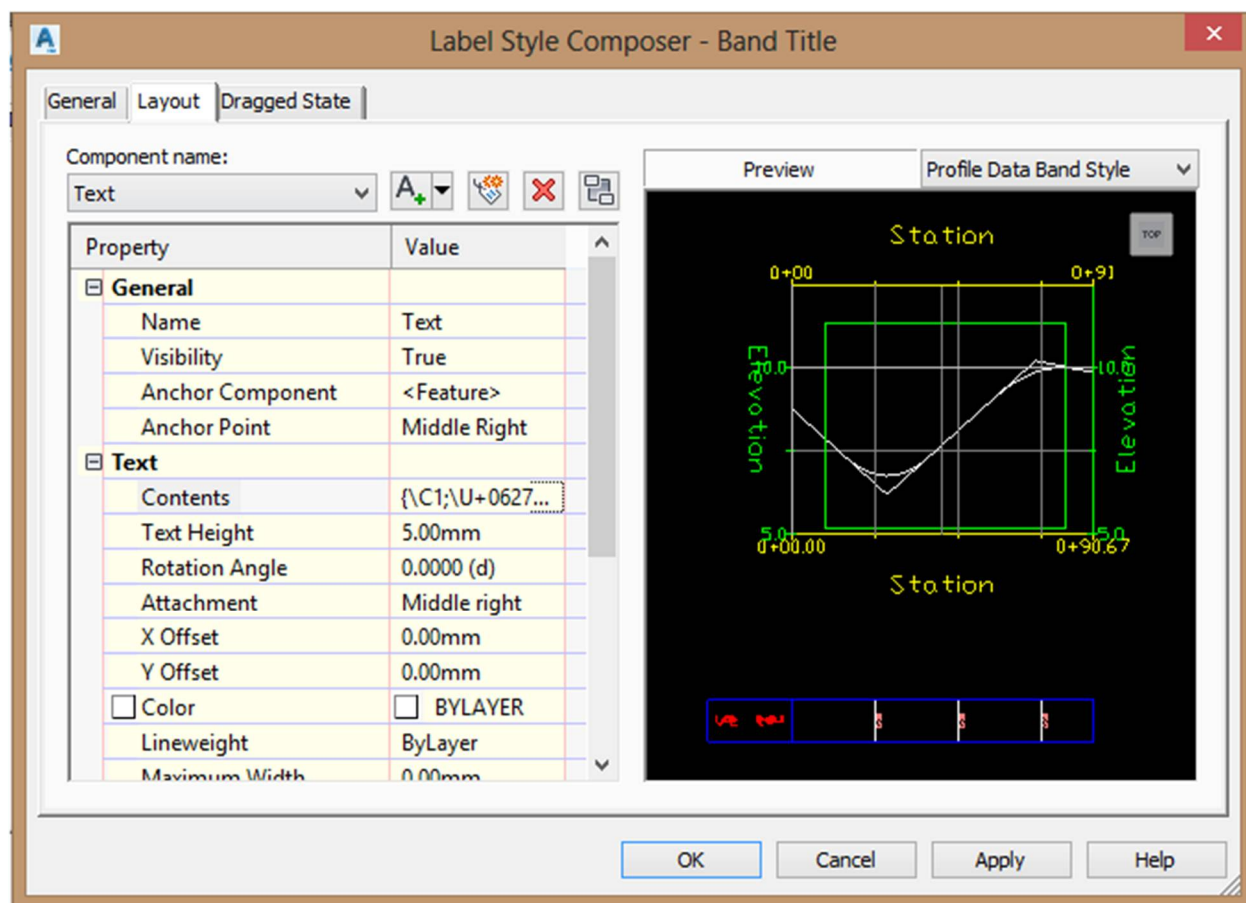 Label Style Composer - Band Title
General Layout Dragged State
Component name:
Text
Property Value
General
Name Text
Visibility True
Anchor Component <Feature>
Anchor Point Middle Right
Text
Contents {\C1;\U+0627...
Text Height 5.00mm
Rotation Angle 0.0000 (d)
Attachment Middle right
X Offset 0.00mm
Y Offset 0.00mm
Color BYLAYER
Lineweight ByLayer
Maximum Width 0.00mm
Preview Profile Data Band Style
TOP
Station
0+00 0+91
Elevation
Elevation
5.0 5.0
0+00.00 0+90.67
Station
OK Cancel Apply Help